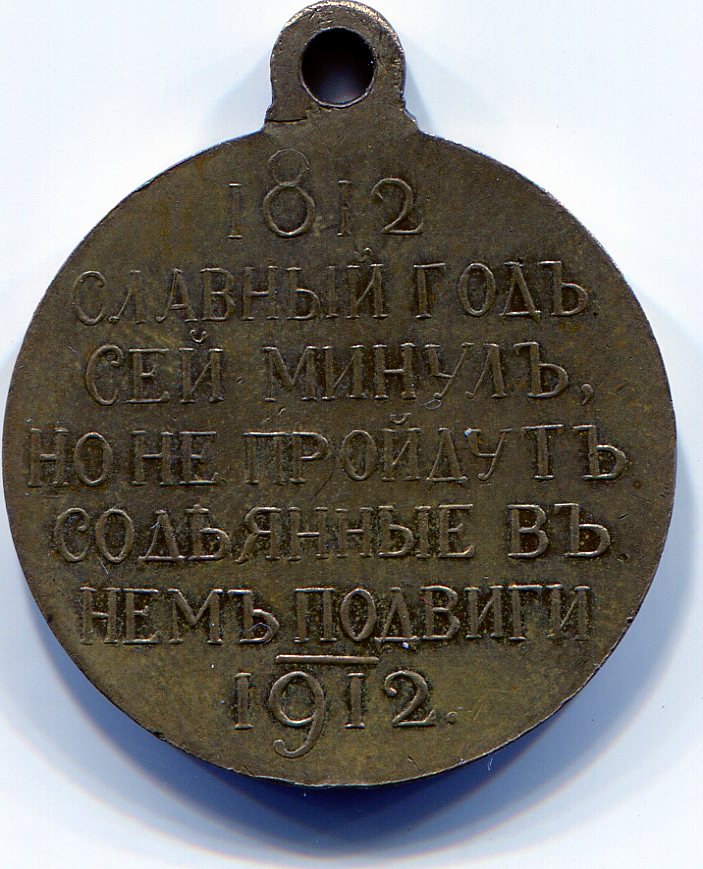 1812
СЛАВНЫЙ ГОДЪ
СЕЙ МИНУЛЪ,
НО НЕ ПРОЙДУТЪ
СОДѢЯННЫЕ ВЪ
НЕМЪ ПОДВИГИ
1912.